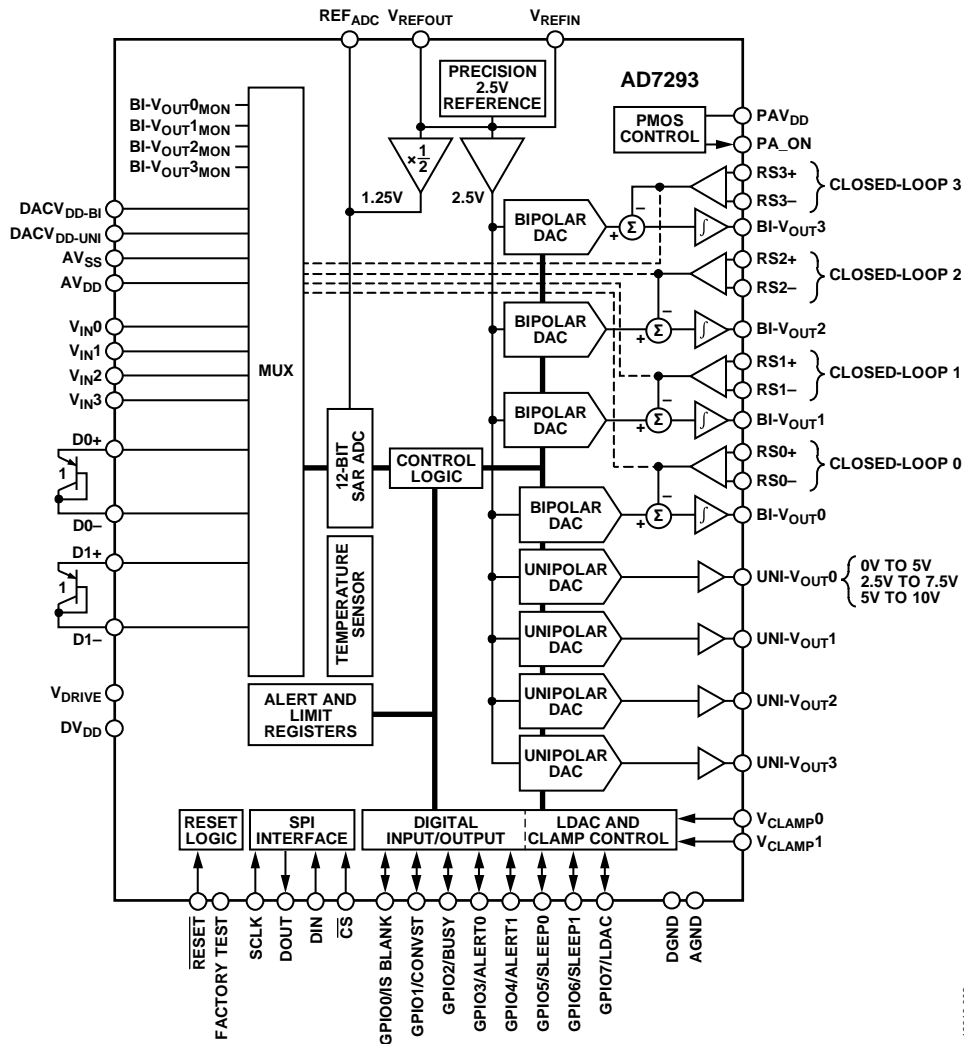 REFADC VREFOUT VREFIN
AD7293
PRECISION
2.5V
REFERENCE
×1/2
1.25V
2.5V
BI-VOUT0MON
BI-VOUT1MON
BI-VOUT2MON
BI-VOUT3MON
DACVDD-BI
DACVDD-UNI
AVSS
AVDD
VIN0
VIN1
VIN2
VIN3
D0+
1
D0–
D1+
1
D1–
VDRIVE
DVDD
MUX
12-BIT
SAR ADC
CONTROL
LOGIC
TEMPERATURE
SENSOR
ALERT AND
LIMIT
REGISTERS
PMOS
CONTROL
PAVDD
PA_ON
BIPOLAR
DAC
+ – Σ ∫
RS3+
RS3–
CLOSED-LOOP 3
BI-VOUT3
BIPOLAR
DAC
+ – Σ ∫
RS2+
RS2–
CLOSED-LOOP 2
BI-VOUT2
BIPOLAR
DAC
+ – Σ ∫
RS1+
RS1–
CLOSED-LOOP 1
BI-VOUT1
BIPOLAR
DAC
+ – Σ ∫
RS0+
RS0–
CLOSED-LOOP 0
BI-VOUT0
UNIPOLAR
DAC
UNI-VOUT0
0V TO 5V
2.5V TO 7.5V
5V TO 10V
UNIPOLAR
DAC
UNI-VOUT1
UNIPOLAR
DAC
UNI-VOUT2
UNIPOLAR
DAC
UNI-VOUT3
RESET
LOGIC
SPI
INTERFACE
DIGITAL
INPUT/OUTPUT
LDAC AND
CLAMP CONTROL
VCLAMP0
VCLAMP1
RESET
FACTORY TEST
SCLK
DOUT
DIN
CS
GPIO0/IS BLANK
GPIO1/CONVST
GPIO2/BUSY
GPIO3/ALERT0
GPIO4/ALERT1
GPIO5/SLEEP0
GPIO6/SLEEP1
GPIO7/LDAC
DGND
AGND